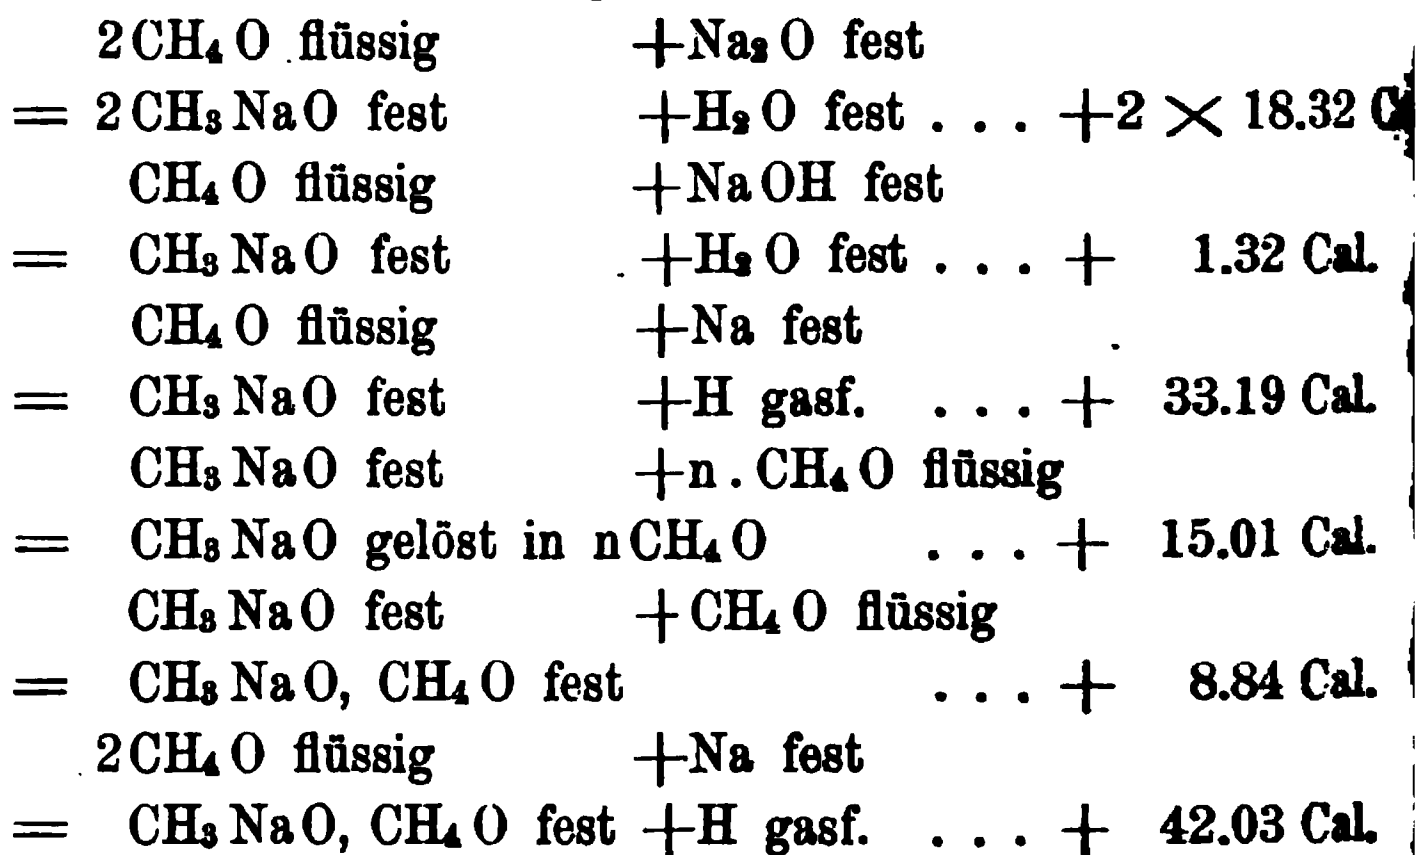 2CH₄O flüssig +Na₂O fest
= 2CH₃NaO fest +H₂O fest . . . +2 × 18.32
CH₄O flüssig +NaOH fest
= CH₃NaO fest +H₂O fest . . . + 1.32 Cal.
CH₄O flüssig +Na fest
= CH₃NaO fest +H gasf. . . . + 33.19 Cal.
CH₃NaO fest +n.CH₄O flüssig
= CH₃NaO gelöst in nCH₄O . . . + 15.01 Cal.
CH₃NaO fest +CH₄O flüssig
= CH₃NaO, CH₄O fest . . . + 8.84 Cal.
2CH₄O flüssig +Na fest
= CH₃NaO, CH₄O fest +H gasf. . . . + 42.03 Cal.